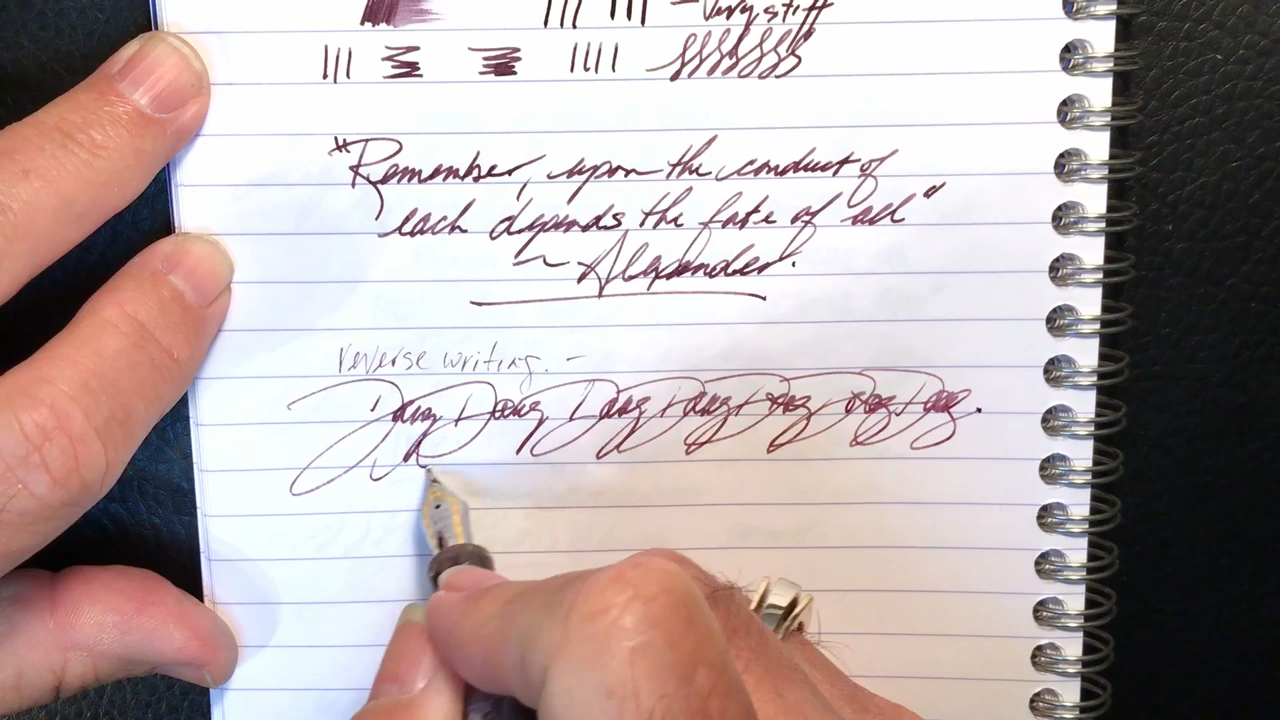 - Very stiff
"Remember, upon the conduct of
each depends the fate of all"
~ Alexander.
reverse writing. -